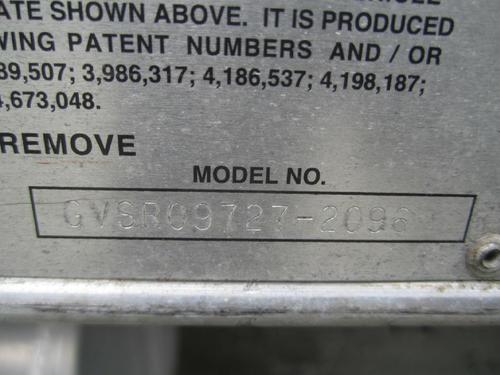 ATE SHOWN ABOVE. IT IS PRODUCED
WING PATENT NUMBERS AND / OR
89,507; 3,986,317; 4,186,537; 4,198,187;
4,673,048.
REMOVE
MODEL NO.
GVSR09727-2096